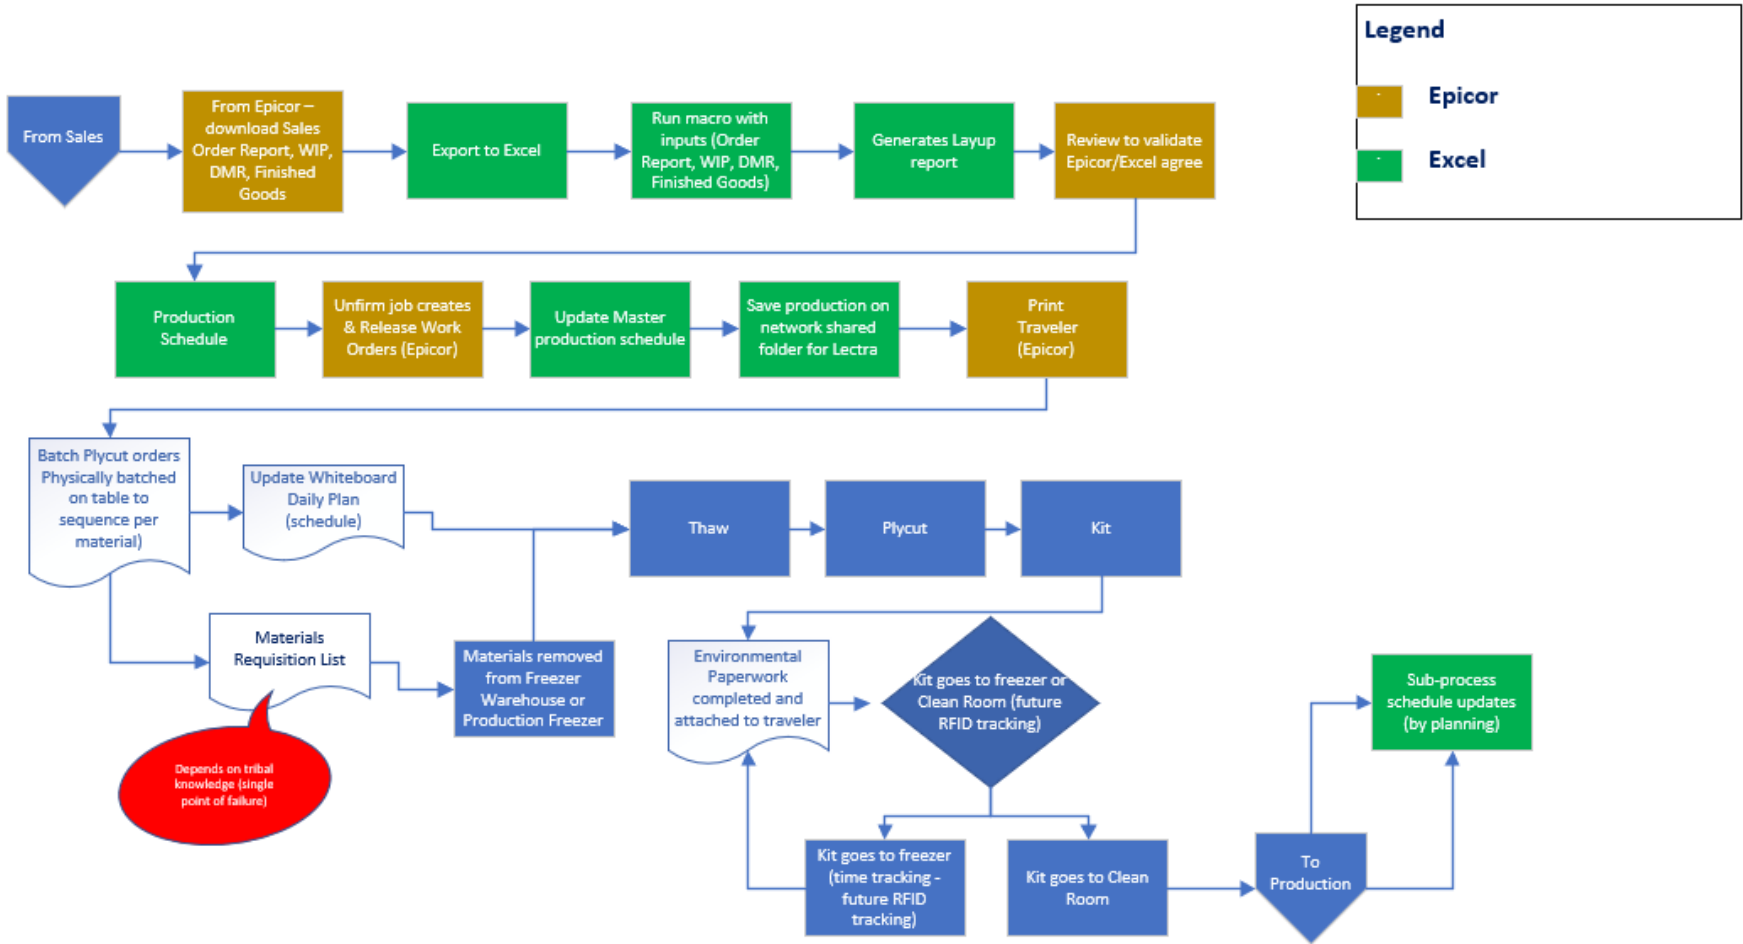 Legend
Epicor
Excel
From Sales
From Epicor –
download Sales
Order Report, WIP,
DMR, Finished
Goods
Export to Excel
Run macro with
inputs (Order
Report, WIP, DMR,
Finished Goods)
Generates Layup
report
Review to validate
Epicor/Excel agree
Production
Schedule
Unfirm job creates
& Release Work
Orders (Epicor)
Update Master
production schedule
Save production on
network shared
folder for Lectra
Print
Traveler
(Epicor)
Batch Plycut orders
Physically batched
on table to
sequence per
material)
Update Whiteboard
Daily Plan
(schedule)
Thaw
Plycut
Kit
Materials
Requisition List
Materials removed
from Freezer
Warehouse or
Production Freezer
Depends on tribal
knowledge (single
point of failure)
Environmental
Paperwork
completed and
attached to traveler
Kit goes to freezer or
Clean Room (future
RFID tracking)
Sub-process
schedule updates
(by planning)
Kit goes to freezer
(time tracking -
future RFID
tracking)
Kit goes to Clean
Room
To
Production